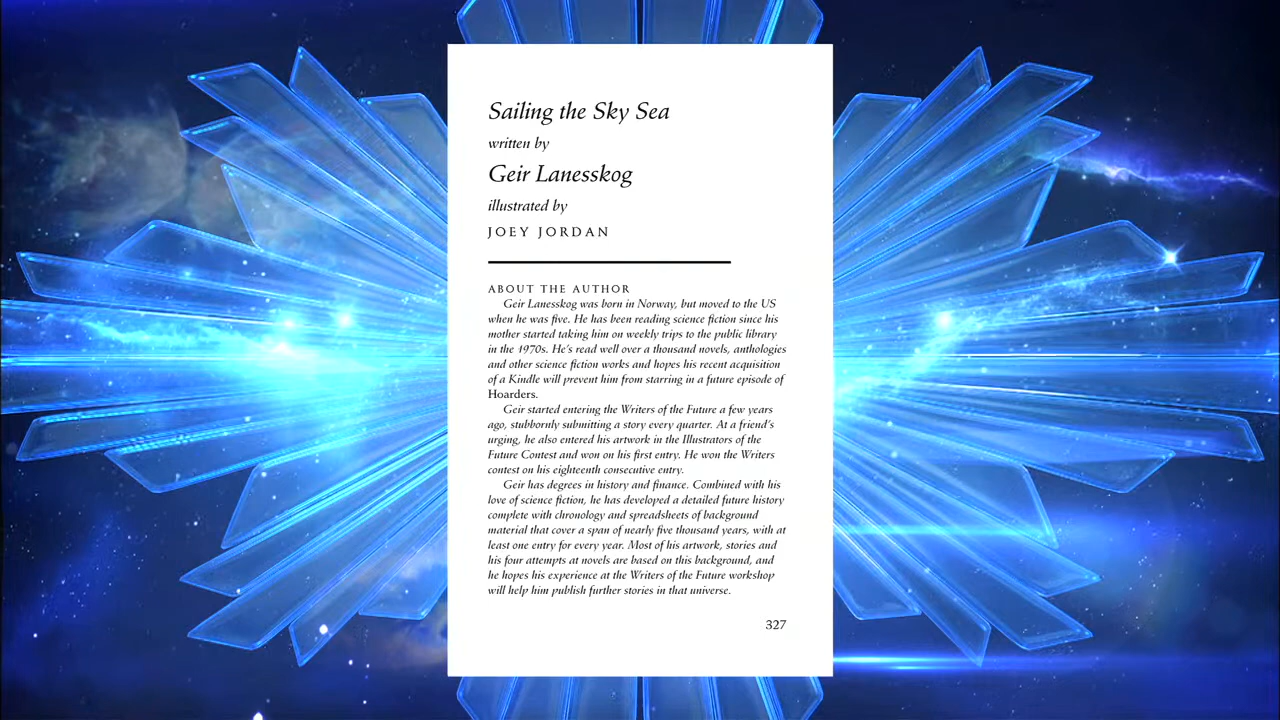 Sailing the Sky Sea
written by
Geir Lanesskog
illustrated by
JOEY JORDAN
ABOUT THE AUTHOR
Geir Lanesskog was born in Norway, but moved to the US
when he was five. He has been reading science fiction since his
mother started taking him on weekly trips to the public library
in the 1970s. He's read well over a thousand novels, anthologies
and other science fiction works and hopes his recent acquisition
of a Kindle will prevent him from starring in a future episode of
Hoarders.
Geir started entering the Writers of the Future a few years
ago, stubbornly submitting a story every quarter. At a friend's
urging, he also entered his artwork in the Illustrators of the
Future Contest and won on his first entry. He won the Writers
contest on his eighteenth consecutive entry.
Geir has degrees in history and finance. Combined with his
love of science fiction, he has developed a detailed future history
complete with chronology and spreadsheets of background
material that cover a span of nearly five thousand years, with at
least one entry for every year. Most of his artwork, stories and
his four attempts at novels are based on this background, and
he hopes his experience at the Writers of the Future workshop
will help him publish further stories in that universe.
327